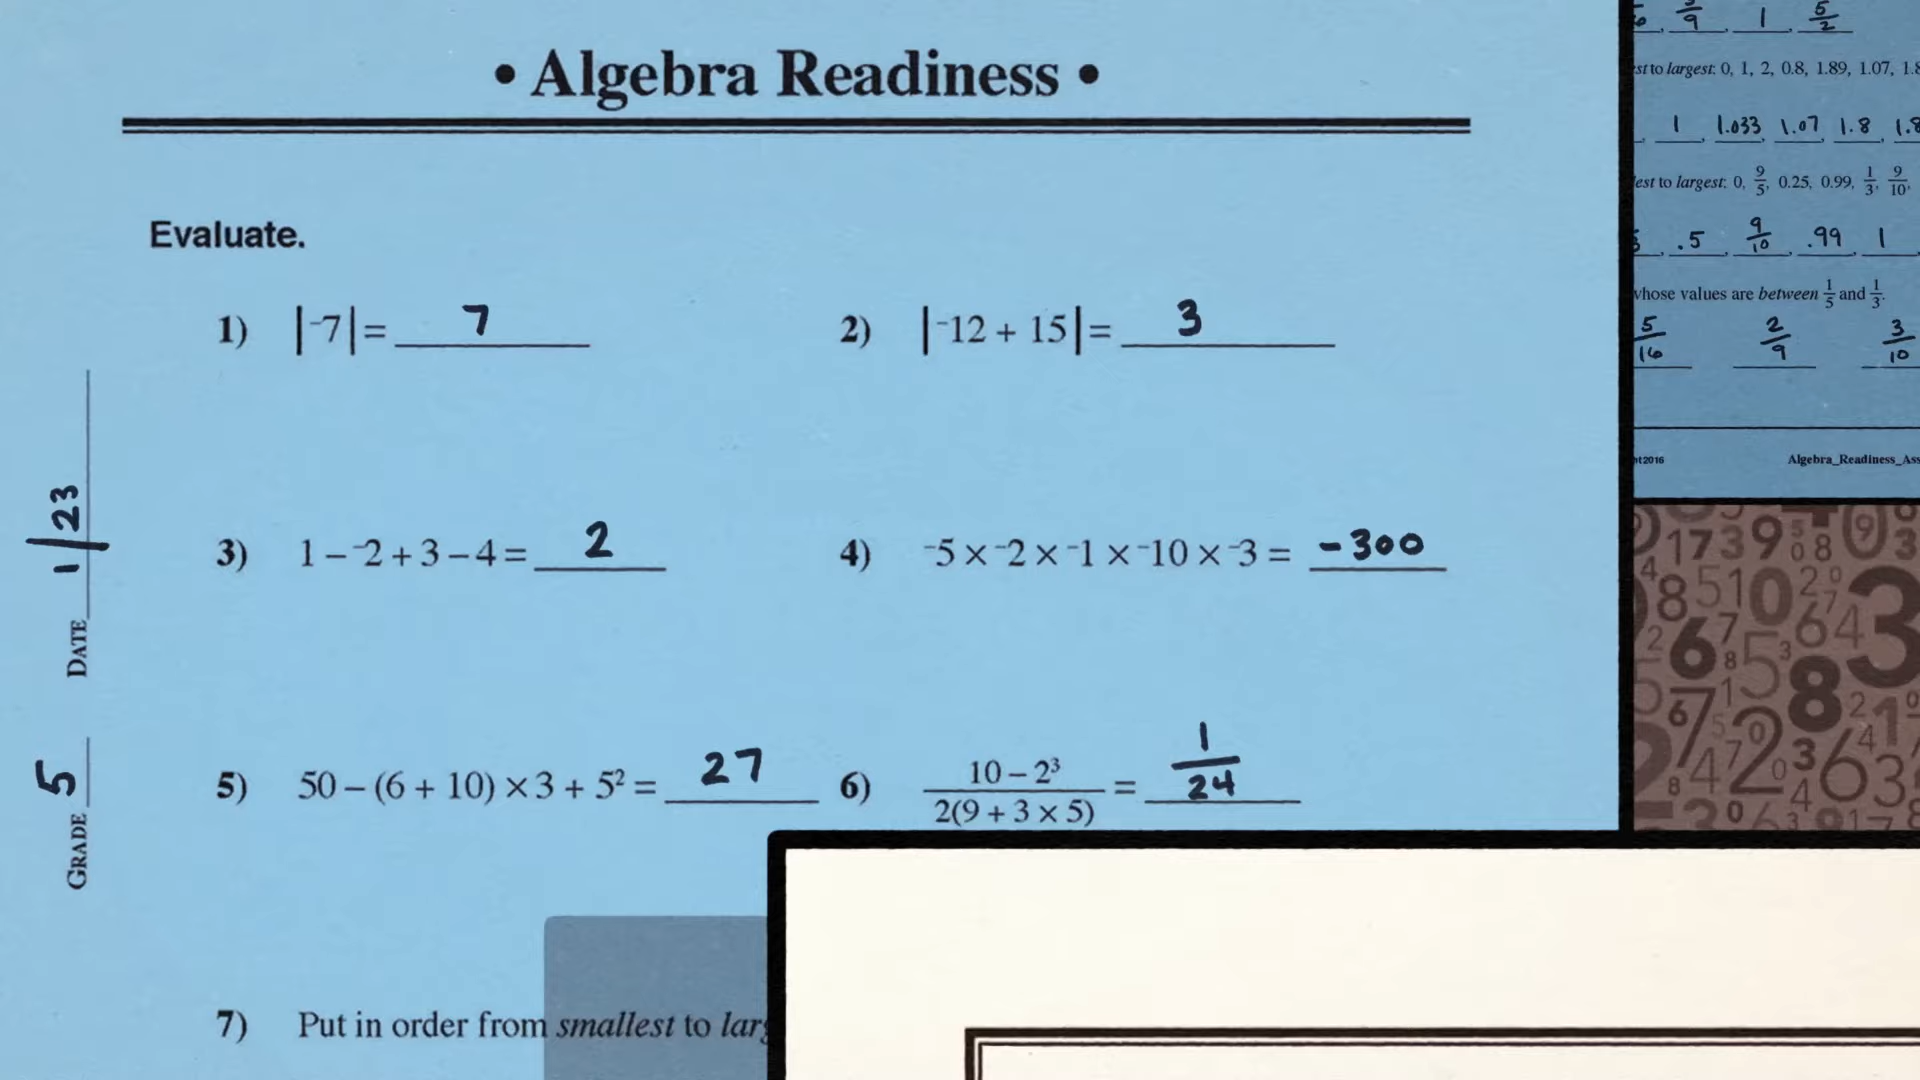 • Algebra Readiness •
Evaluate.
1) |⁻7| = 7
2) |⁻12 + 15| = 3
3) 1 – ⁻2 + 3 – 4 = 2
4) ⁻5 × ⁻2 × ⁻1 × ⁻10 × ⁻3 = -300
5) 50 – (6 + 10) × 3 + 5² = 27
6) 10 – 2³ / 2(9 + 3 × 5) = 1/24
7) Put in order from smallest to
GRADE 5 DATE 1/23
9 1 5/2
to largest: 0, 1, 2, 0.8, 1.89, 1.07,
1 1.033 1.07 1.8
to largest: 0, 9/5, 0.25, 0.99, 1/3, 9/10,
.5 9/10 .99 1
whose values are between 1/5 and 1/3.
5/16 2/9 3/10
2016
Algebra_Readiness_Ass